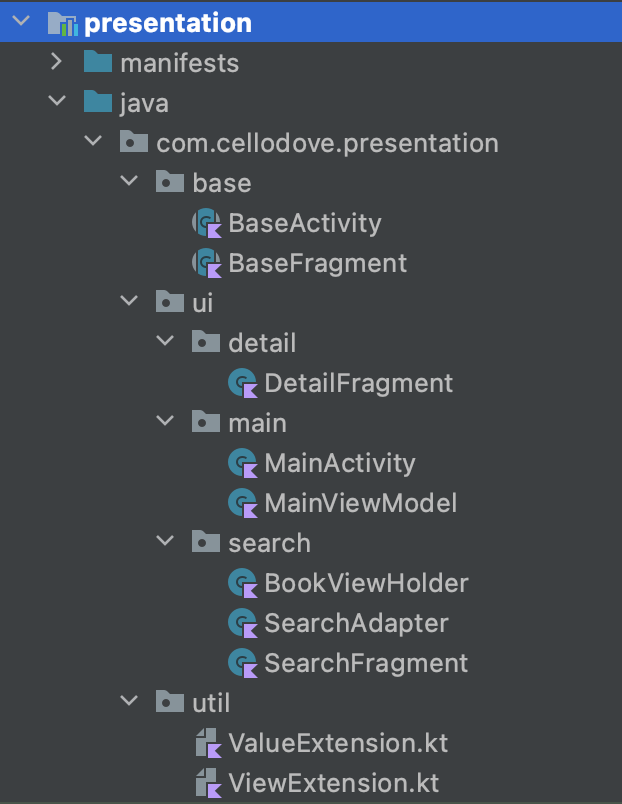 presentation
manifests
java
com.cellodove.presentation
base
BaseActivity
BaseFragment
ui
detail
DetailFragment
main
MainActivity
MainViewModel
search
BookViewHolder
SearchAdapter
SearchFragment
util
ValueExtension.kt
ViewExtension.kt